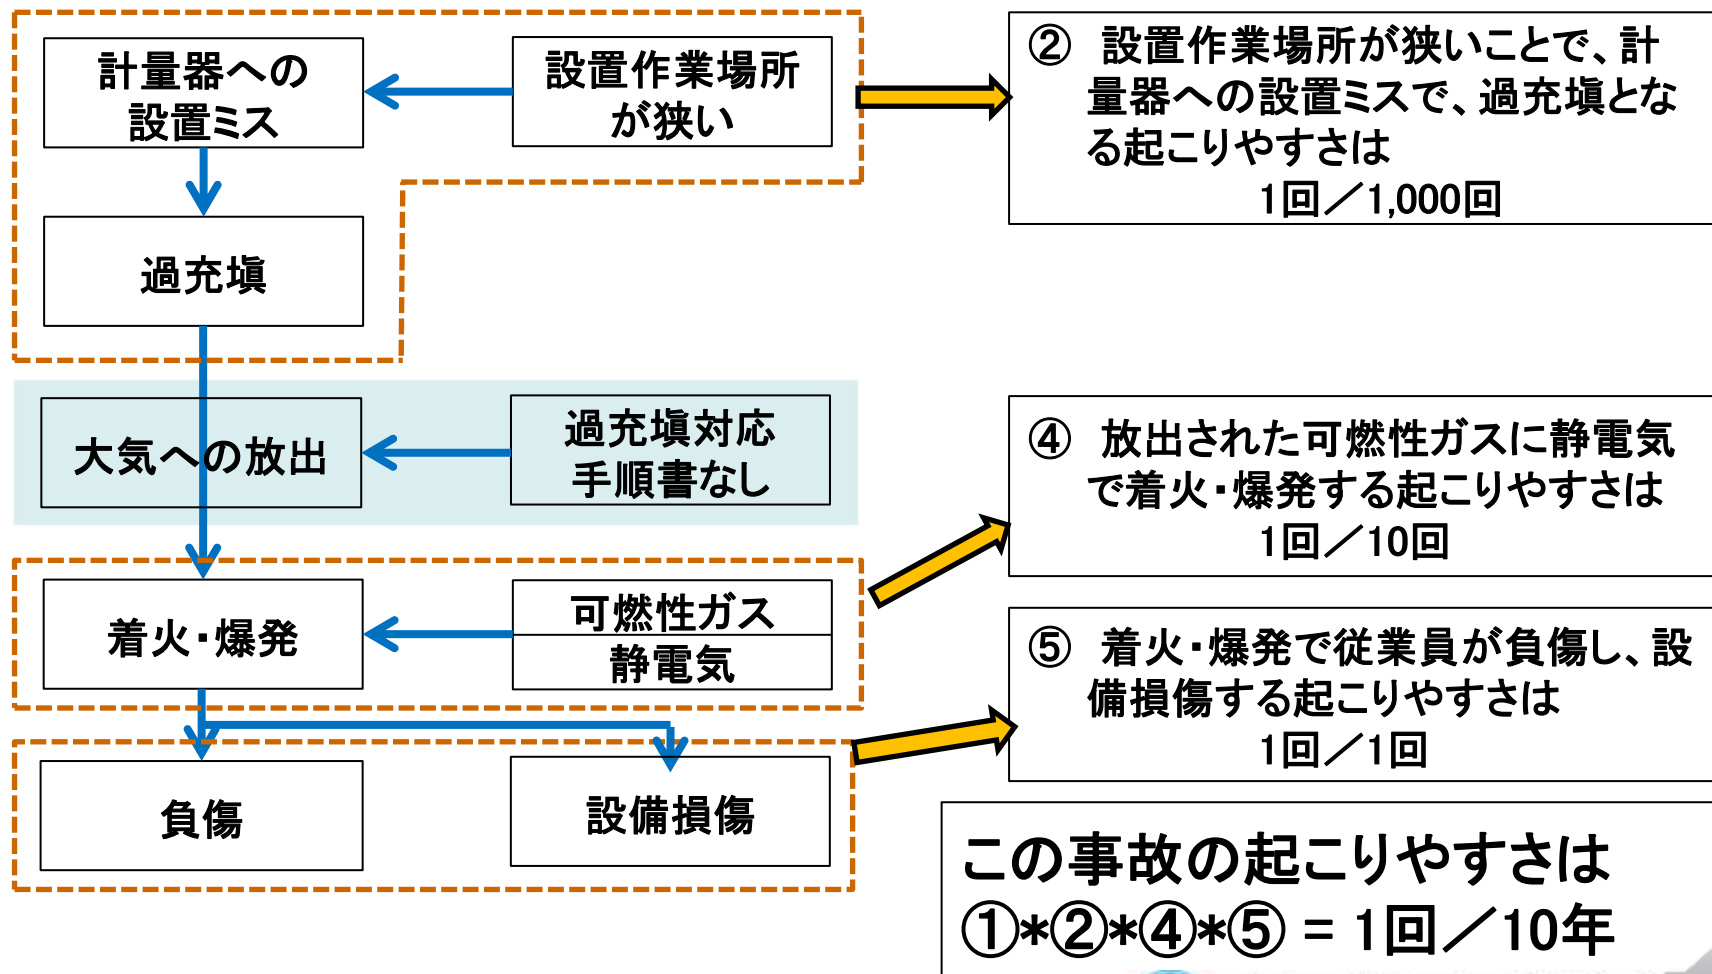 計量器への
設置ミス
設置作業場所
が狭い
② 設置作業場所が狭いことで、計
量器への設置ミスで、過充塡とな
る起こりやすさは
1回／1,000回
過充塡
大気への放出
過充塡対応
手順書なし
④ 放出された可燃性ガスに静電気
で着火・爆発する起こりやすさは
1回／10回
着火・爆発
可燃性ガス
静電気
⑤ 着火・爆発で従業員が負傷し、設
備損傷する起こりやすさは
1回／1回
負傷
設備損傷
この事故の起こりやすさは
①*②*④*⑤ = 1回／10年